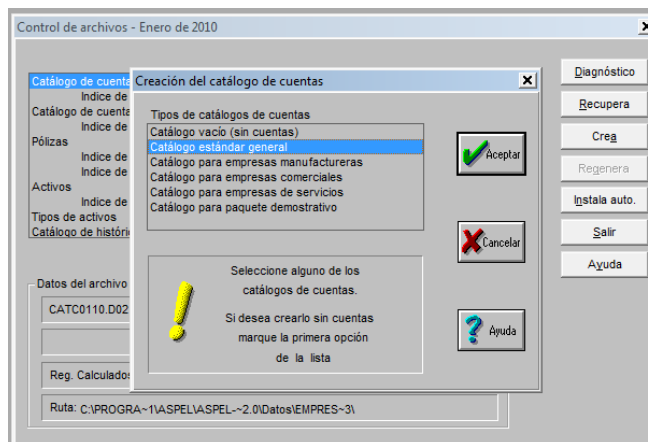 Control de archivos - Enero de 2010
Catálogo de cuenta
Indice de
Catálogo de cuenta
Indice de
Pólizas
Indice de
Indice de
Activos
Indice de
Tipos de activos
Catálogo de históri
Datos del archivo
CATC0110.D02
Reg. Calculados
Ruta: C:\PROGRA~1\ASPEL\ASPEL-~2.0\Datos\EMPRES~3\
Creación del catálogo de cuentas
Tipos de catálogos de cuentas
Catálogo vacío (sin cuentas)
Catálogo estándar general
Catálogo para empresas manufactureras
Catálogo para empresas comerciales
Catálogo para empresas de servicios
Catálogo para paquete demostrativo
Seleccione alguno de los
catálogos de cuentas.
Si desea crearlo sin cuentas
marque la primera opción
de la lista
Aceptar
Cancelar
Ayuda
Diagnóstico
Recupera
Crea
Regenera
Instala auto.
Salir
Ayuda